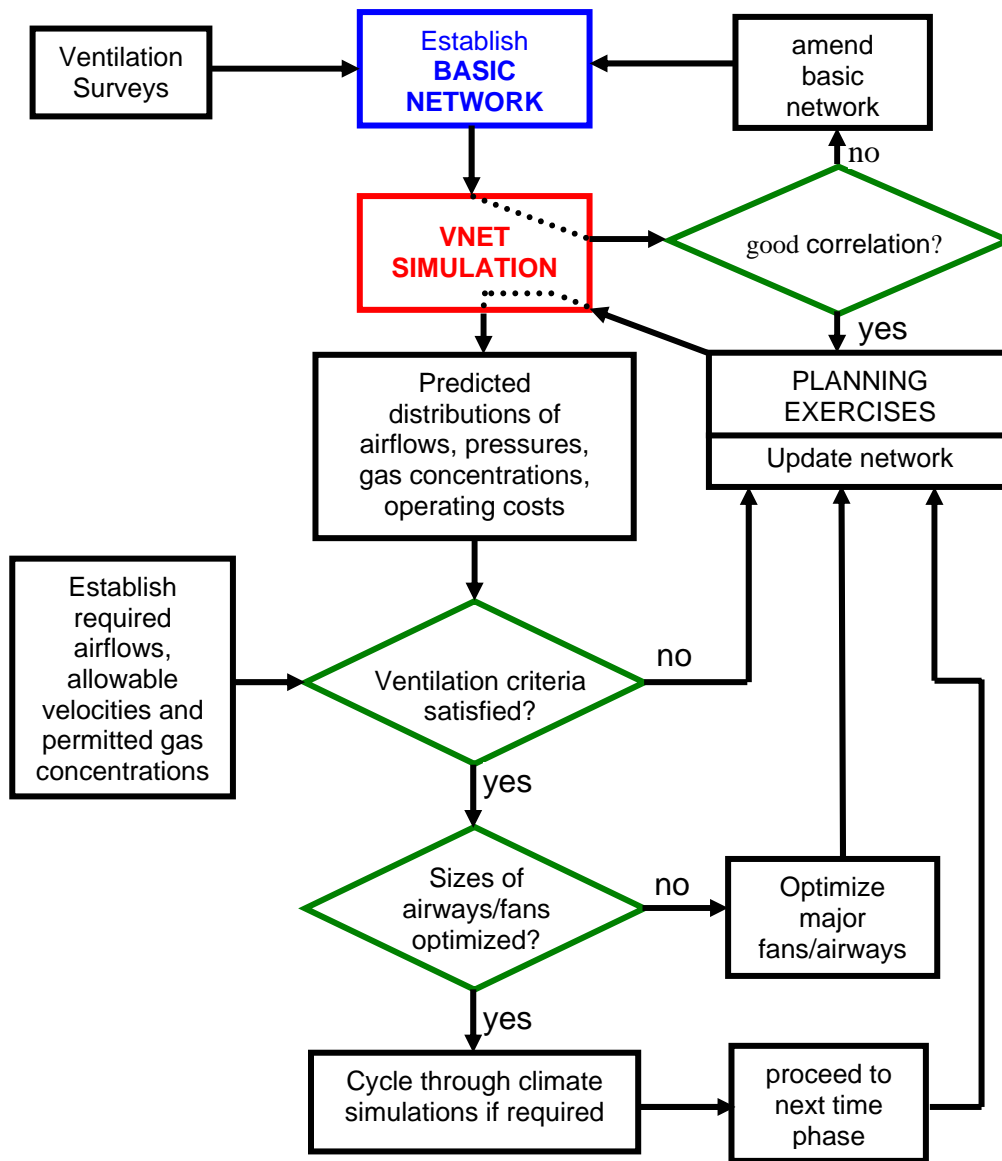 Ventilation
Surveys
Establish
BASIC
NETWORK
amend
basic
network
no
good correlation?
yes
VNET
SIMULATION
PLANNING
EXERCISES
Update network
Predicted
distributions of
airflows, pressures,
gas concentrations,
operating costs
Establish
required
airflows,
allowable
velocities and
permitted gas
concentrations
Ventilation criteria
satisfied?
no
yes
Sizes of
airways/fans
optimized?
no
Optimize
major
fans/airways
yes
Cycle through climate
simulations if required
proceed to
next time
phase